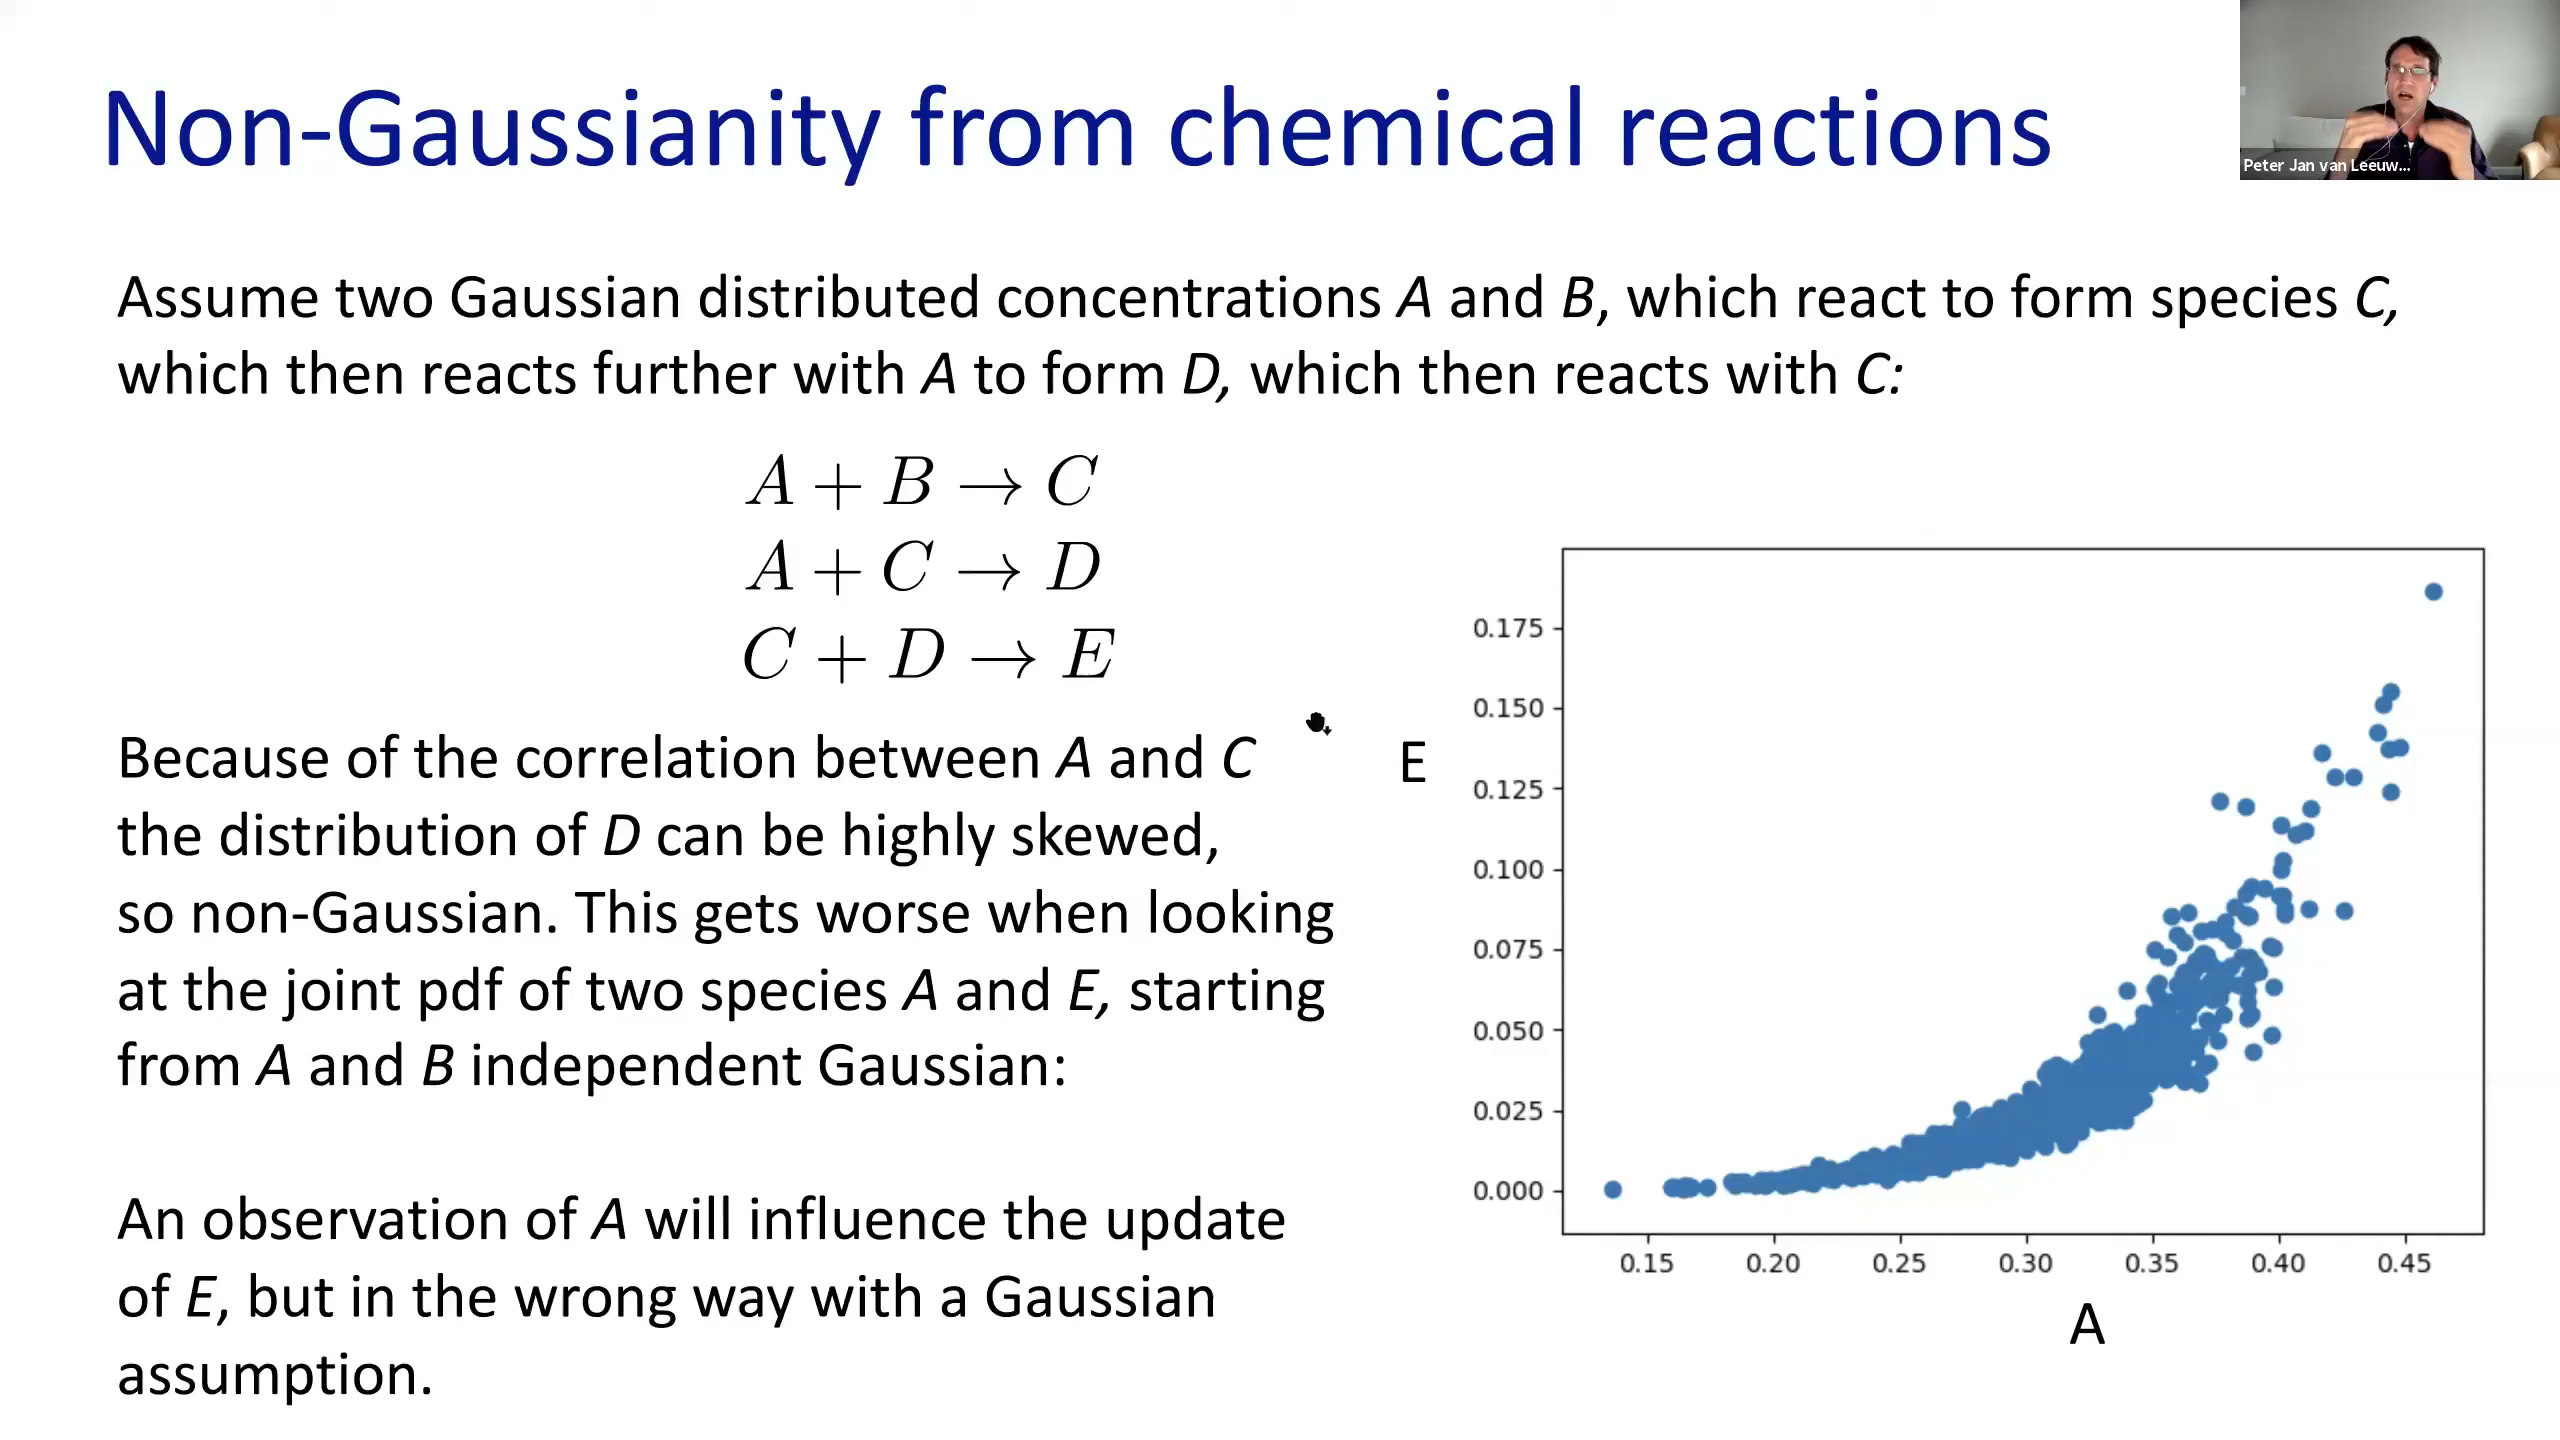 Non-Gaussianity from chemical reactions
Peter Jan van Leeuw...
Assume two Gaussian distributed concentrations A and B, which react to form species C,
which then reacts further with A to form D, which then reacts with C:
A + B → C
A + C → D
C + D → E
Because of the correlation between A and C
the distribution of D can be highly skewed,
so non-Gaussian. This gets worse when looking
at the joint pdf of two species A and E, starting
from A and B independent Gaussian:
An observation of A will influence the update
of E, but in the wrong way with a Gaussian
assumption.
E
0.175
0.150
0.125
0.100
0.075
0.050
0.025
0.000
0.15 0.20 0.25 0.30 0.35 0.40 0.45
A